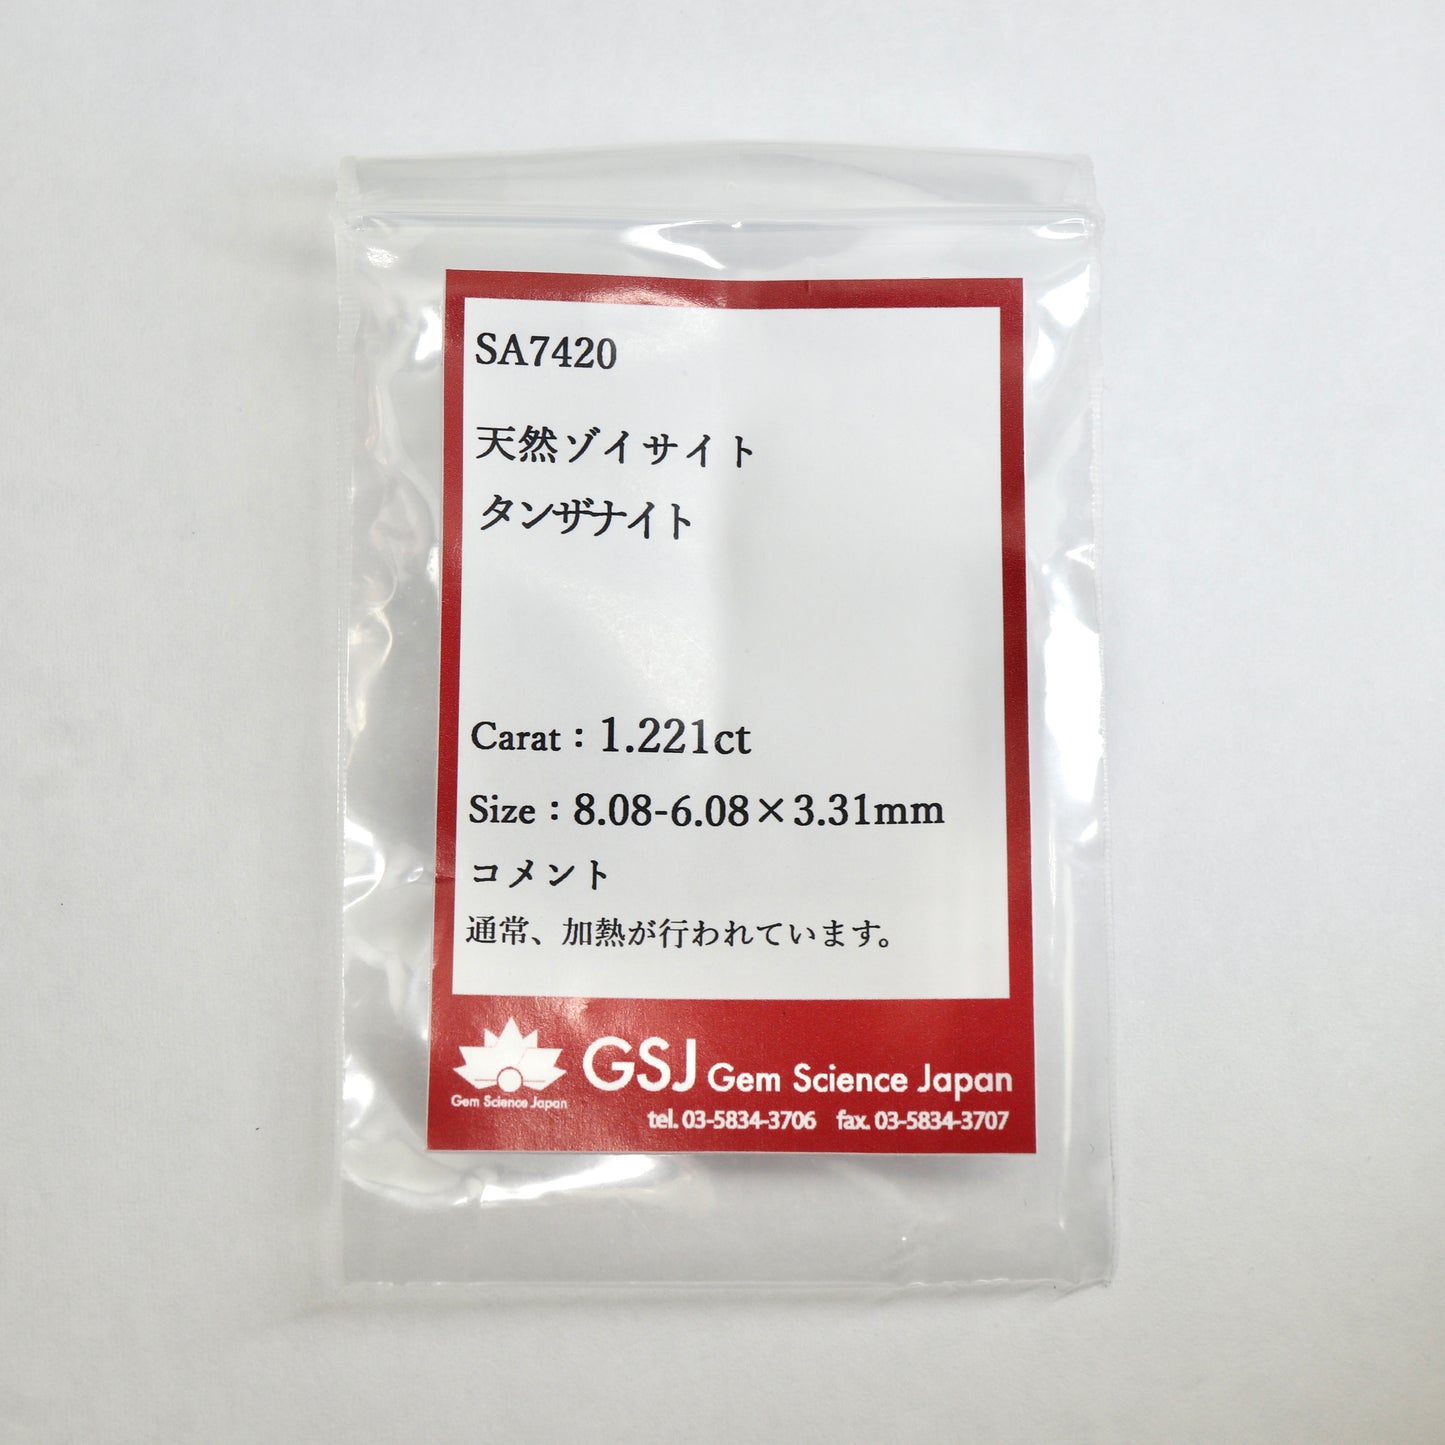 SA7420
天然ゾイサイト
タンザナイト
Carat：1.221ct
Size：8.08-6.08×3.31mm
コメント
通常、加熱が行われています。
GSJ Gem Science Japan
Gem Science Japan
tel. 03-5834-3706 fax. 03-5834-3707